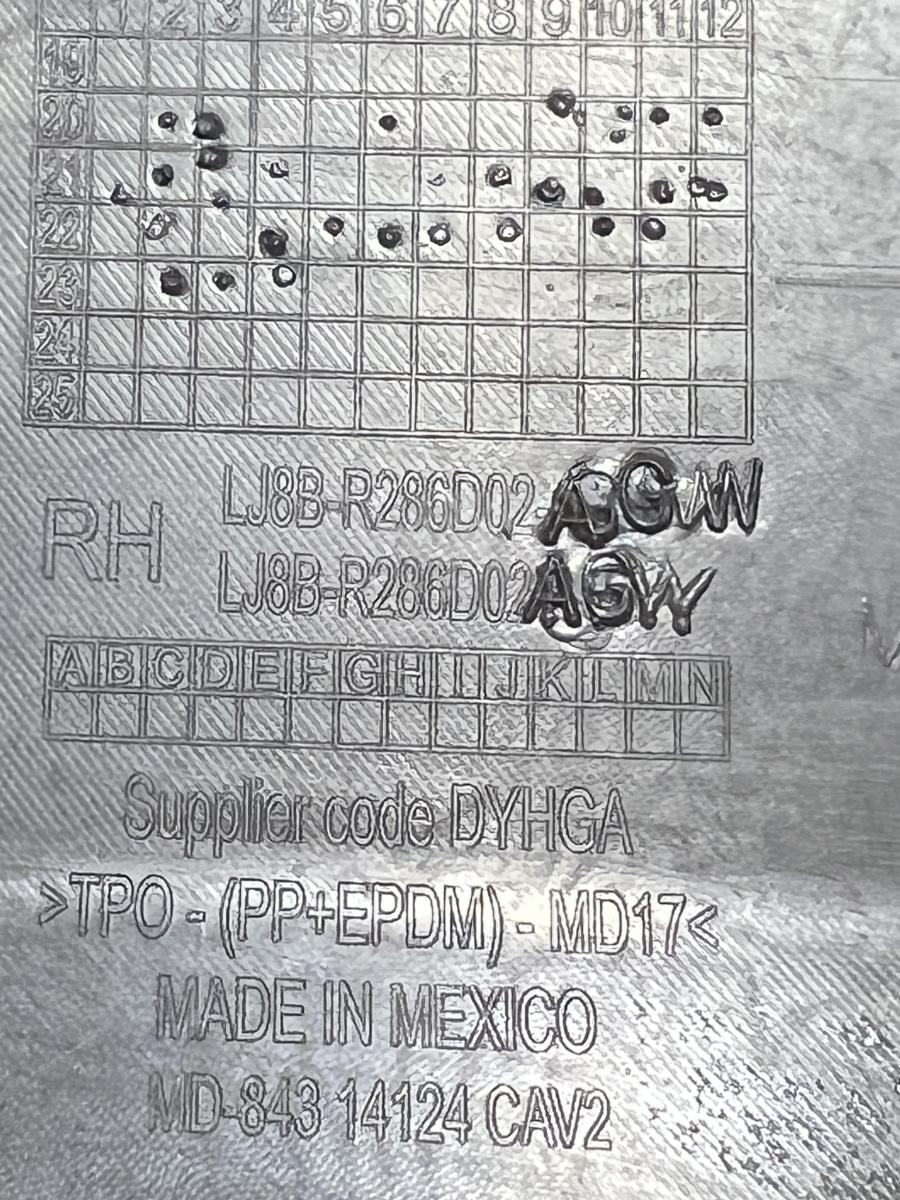 1 2 3 4 5 6 7 8 9 10 11 12
19
20
21
22
23
24
25
RH
LJ8B-R286D02-AGW
LJ8B-R286D02AGW
A B C D E F G H I J K L M N
Supplier code DYHGA
>TPO - (PP+EPDM) - MD17<
MADE IN MEXICO
MD-843 14124 CAV2